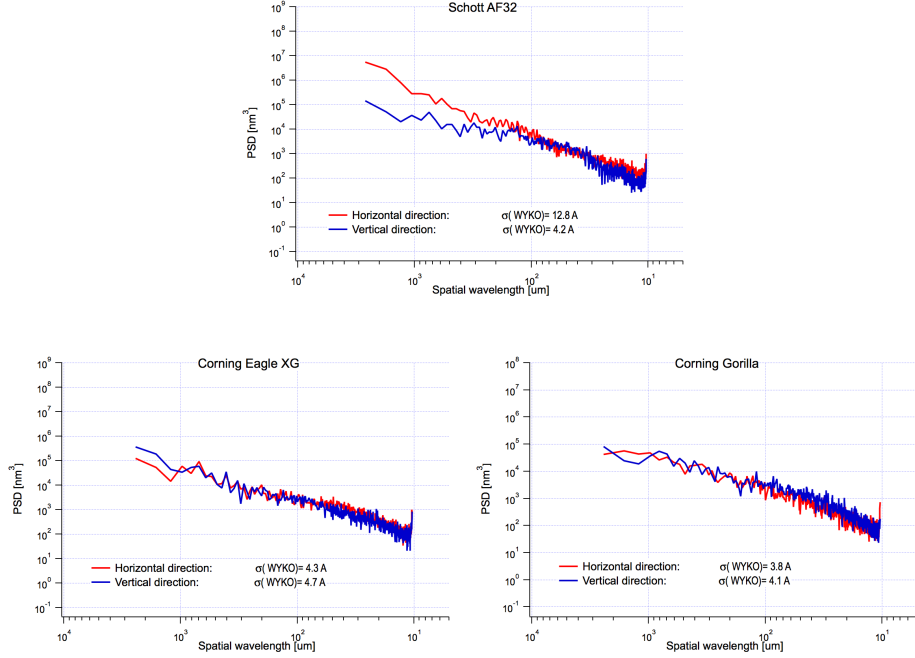 Schott AF32
10^9
10^8
10^7
10^6
10^5
10^4
10^3
10^2
10^1
10^0
10^-1
PSD [nm^3]
Horizontal direction: σ( WYKO)= 12.8 A
Vertical direction: σ( WYKO)= 4.2 A
10^4 10^3 10^2 10^1
Spatial wavelength [um]
Corning Eagle XG
10^9
10^8
10^7
10^6
10^5
10^4
10^3
10^2
10^1
10^0
10^-1
PSD [nm^3]
Horizontal direction: σ( WYKO)= 4.3 A
Vertical direction: σ( WYKO)= 4.7 A
10^4 10^3 10^2 10^1
Spatial wavelength [um]
Corning Gorilla
10^8
10^7
10^6
10^5
10^4
10^3
10^2
10^1
10^0
10^-1
PSD [nm^3]
Horizontal direction: σ( WYKO)= 3.8 A
Vertical direction: σ( WYKO)= 4.1 A
10^4 10^3 10^2 10^1
Spatial wavelength [um]